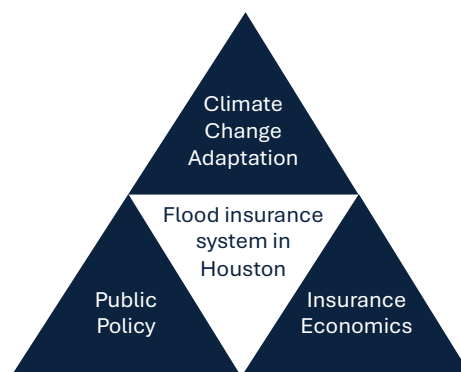 Climate
Change
Adaptation
Flood insurance
system in
Houston
Public
Policy
Insurance
Economics